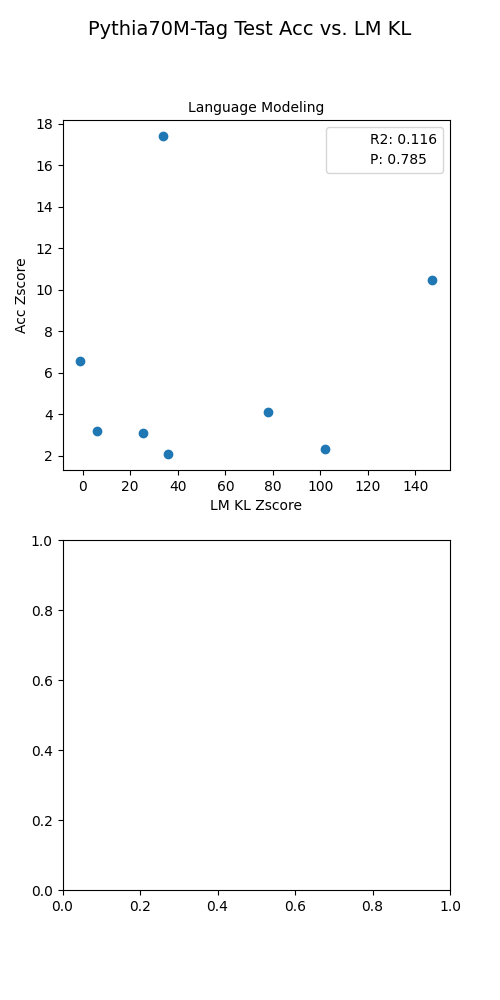 Pythia70M-Tag Test Acc vs. LM KL
Language Modeling
R2: 0.116
P: 0.785
Acc Zscore
18
16
14
12
10
8
6
4
2
0 20 40 60 80 100 120 140
LM KL Zscore
1.0
0.8
0.6
0.4
0.2
0.0
0.0 0.2 0.4 0.6 0.8 1.0